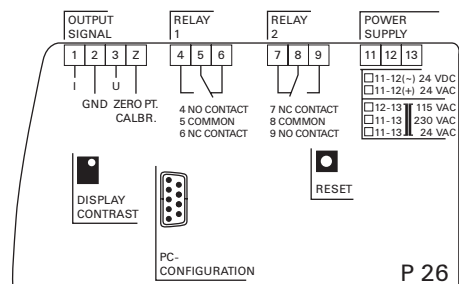 OUTPUT SIGNAL
RELAY 1
RELAY 2
POWER SUPPLY
1 2 3 Z
4 5 6
7 8 9
11 12 13
I
GND
U
ZERO PT. CALBR.
4 NO CONTACT
5 COMMON
6 NC CONTACT
7 NC CONTACT
8 COMMON
9 NO CONTACT
11-12(~) 24 VDC
11-12(+) 24 VAC
12-13 115 VAC
11-13 230 VAC
11-13 24 VAC
DISPLAY
CONTRAST
PC-
CONFIGURATION
RESET
P 26